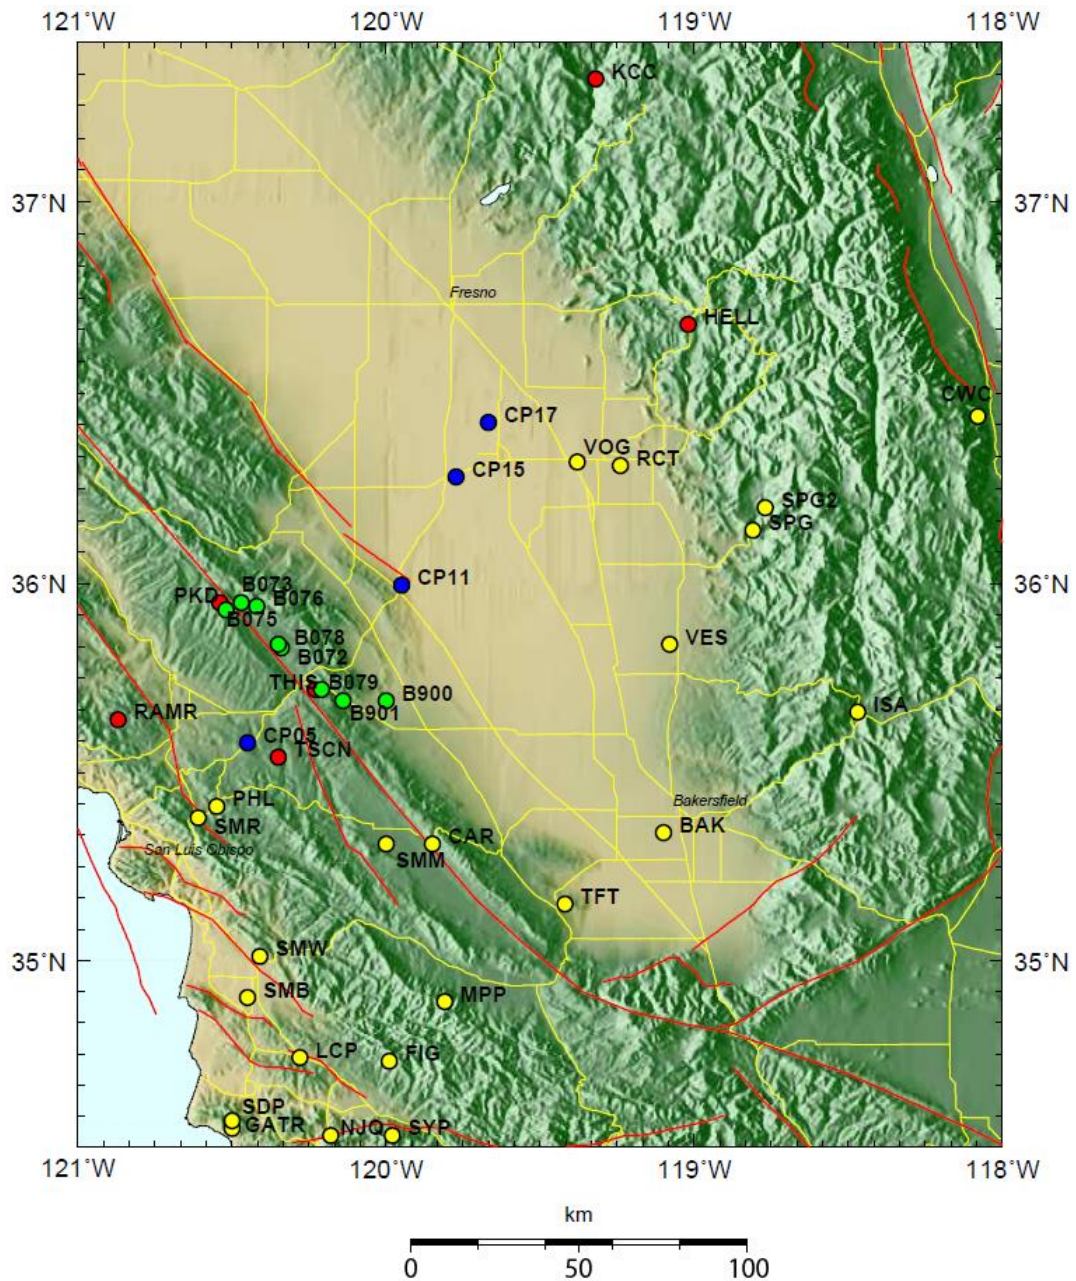 121˚W
120˚W
119˚W
118˚W
KCC
37˚N
37˚N
Fresno
HELL
CWC
CP17
VOG
RCT
CP15
SPG2
SPG
36˚N
36˚N
CP11
B073
PKD
B076
B075
B078
VES
B072
THIS
B079
B900
ISA
B901
RAMR
CP05
TSCN
PHL
Bakersfield
SMR
BAK
CAR
San Luis Obispo
SMM
TFT
SMW
35˚N
35˚N
SMB
MPP
LCP
FIG
SDP
GATR
NJQ
SYP
121˚W
120˚W
119˚W
118˚W
km
0
50
100